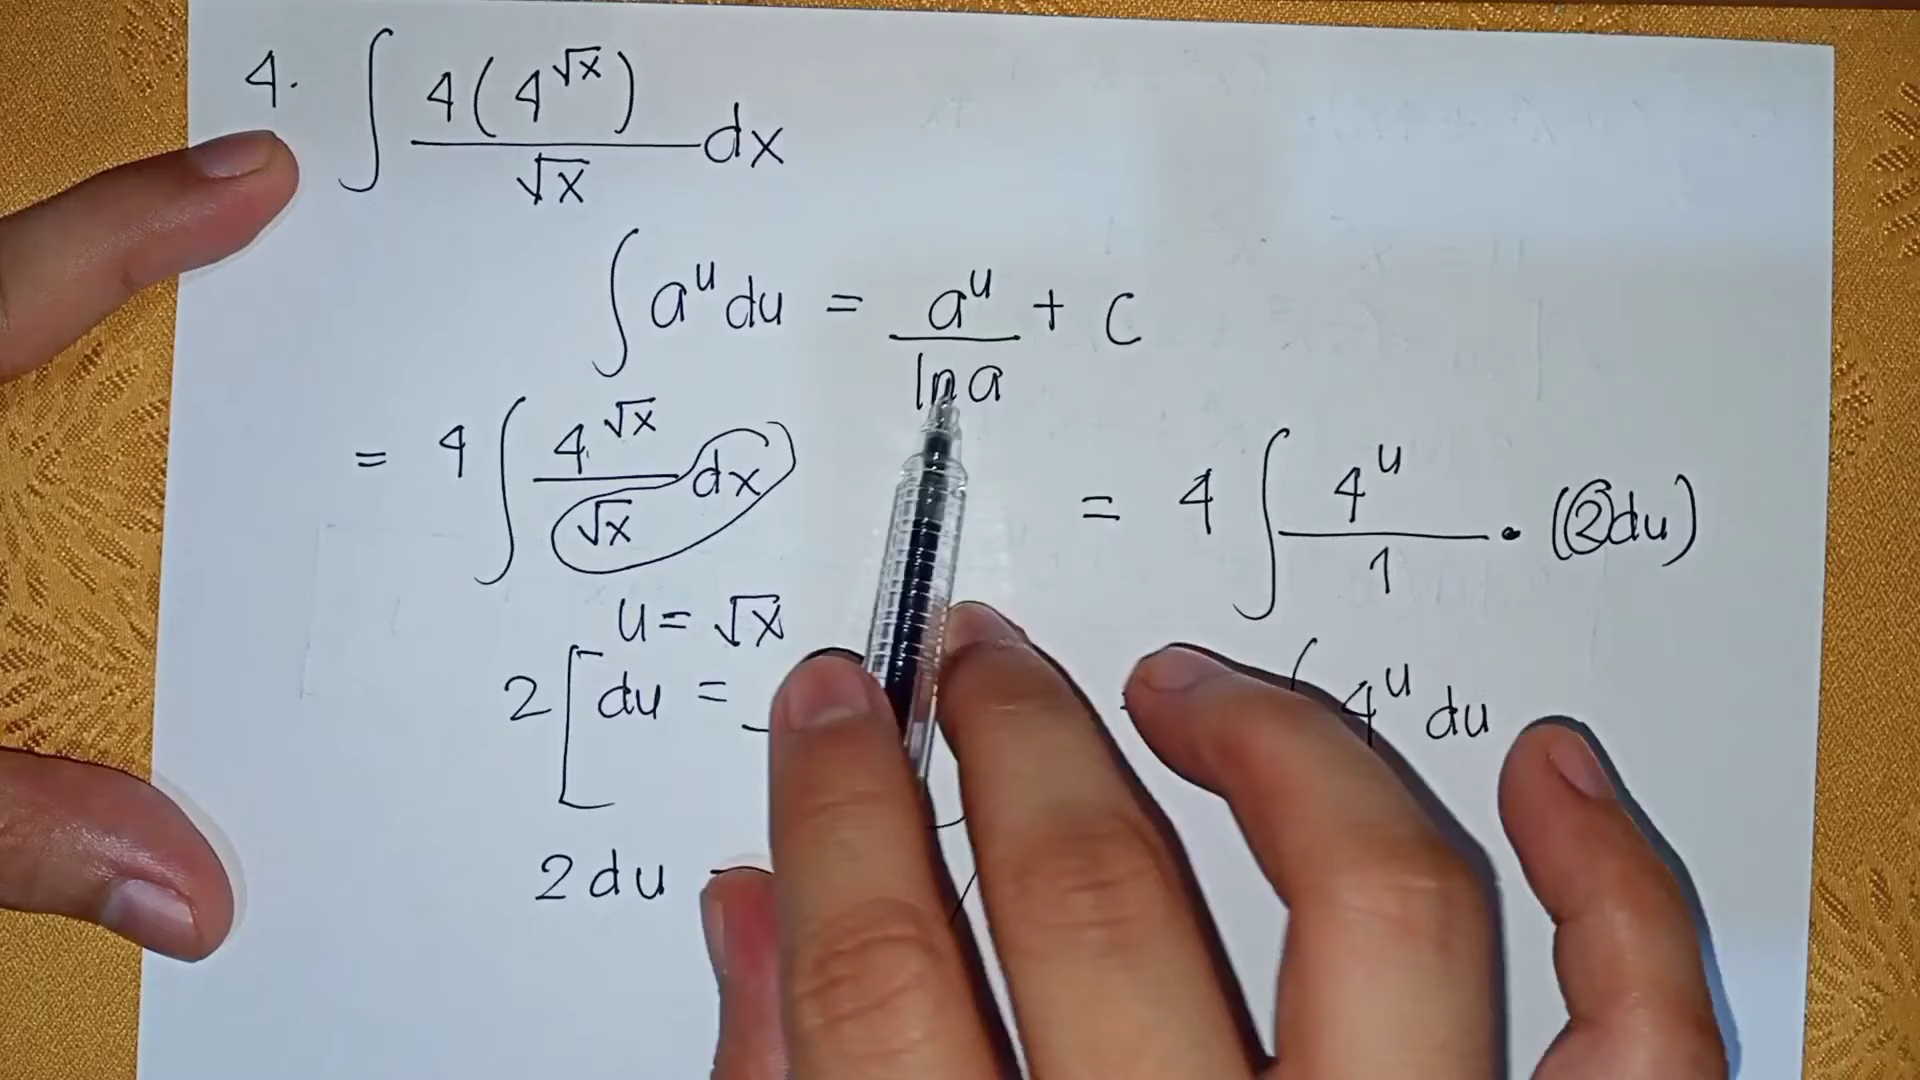 4. ∫ 4(4^√x) / √x dx
∫ a^u du = a^u / ln a + C
= 4 ∫ 4^√x / √x dx
= 4 ∫ 4^u / 1 • (2du)
u = √x
2 [ du =
∫ 4^u du
2du